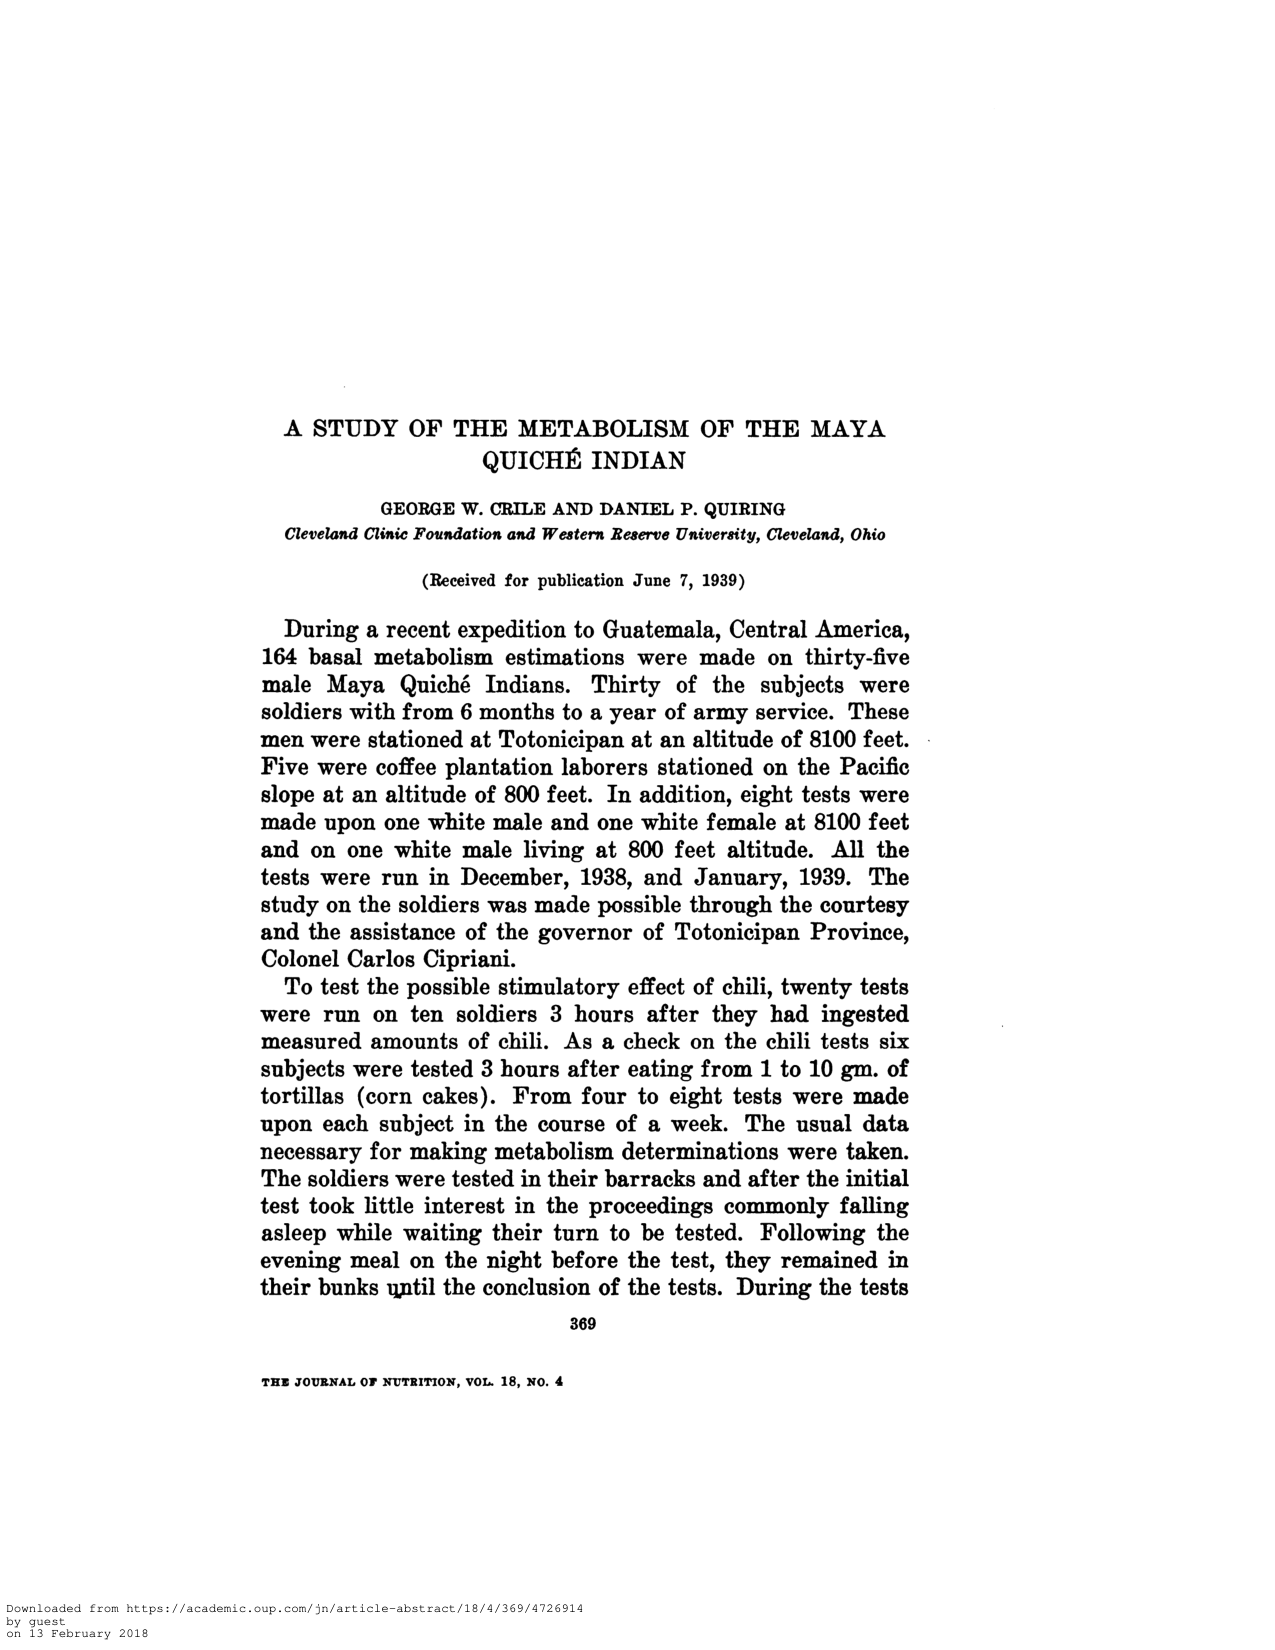 A STUDY OF THE METABOLISM OF THE MAYA
QUICHÉ INDIAN
GEORGE W. CRILE AND DANIEL P. QUIRING
Cleveland Clinic Foundation and Western Reserve University, Cleveland, Ohio
(Received for publication June 7, 1939)
During a recent expedition to Guatemala, Central America,
164 basal metabolism estimations were made on thirty-five
male Maya Quiché Indians. Thirty of the subjects were
soldiers with from 6 months to a year of army service. These
men were stationed at Totonicipan at an altitude of 8100 feet.
Five were coffee plantation laborers stationed on the Pacific
slope at an altitude of 800 feet. In addition, eight tests were
made upon one white male and one white female at 8100 feet
and on one white male living at 800 feet altitude. All the
tests were run in December, 1938, and January, 1939. The
study on the soldiers was made possible through the courtesy
and the assistance of the governor of Totonicipan Province,
Colonel Carlos Cipriani.
To test the possible stimulatory effect of chili, twenty tests
were run on ten soldiers 3 hours after they had ingested
measured amounts of chili. As a check on the chili tests six
subjects were tested 3 hours after eating from 1 to 10 gm. of
tortillas (corn cakes). From four to eight tests were made
upon each subject in the course of a week. The usual data
necessary for making metabolism determinations were taken.
The soldiers were tested in their barracks and after the initial
test took little interest in the proceedings commonly falling
asleep while waiting their turn to be tested. Following the
evening meal on the night before the test, they remained in
their bunks until the conclusion of the tests. During the tests
369
THE JOURNAL OF NUTRITION, VOL. 18, NO. 4
Downloaded from https://academic.oup.com/jn/article-abstract/18/4/369/4726914
by guest
on 13 February 2018